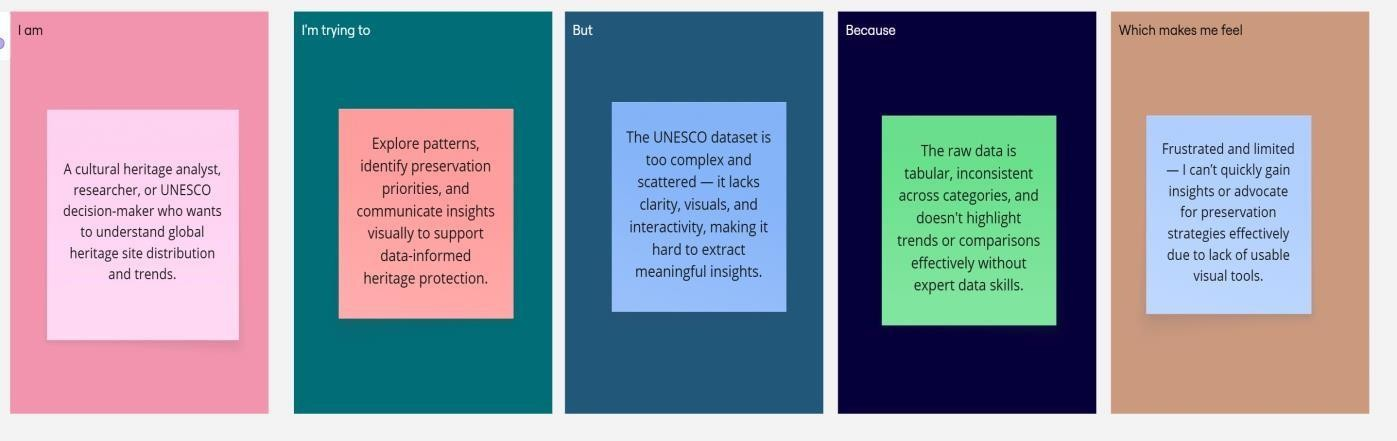 I am
A cultural heritage analyst,
researcher, or UNESCO
decision-maker who wants
to understand global
heritage site distribution
and trends.
I'm trying to
Explore patterns,
identify preservation
priorities, and
communicate insights
visually to support
data-informed
heritage protection.
But
The UNESCO dataset is
too complex and
scattered — it lacks
clarity, visuals, and
interactivity, making it
hard to extract
meaningful insights.
Because
The raw data is
tabular, inconsistent
across categories, and
doesn't highlight
trends or comparisons
effectively without
expert data skills.
Which makes me feel
Frustrated and limited
— I can't quickly gain
insights or advocate
for preservation
strategies effectively
due to lack of usable
visual tools.